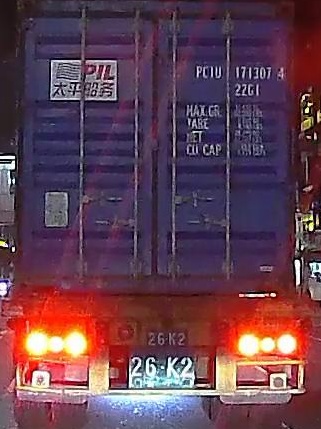 PIL
太平船务
PCIU 171307 4
22G1
MAX.GR.
TARE
NET
CU CAP
26-K2
26-K2